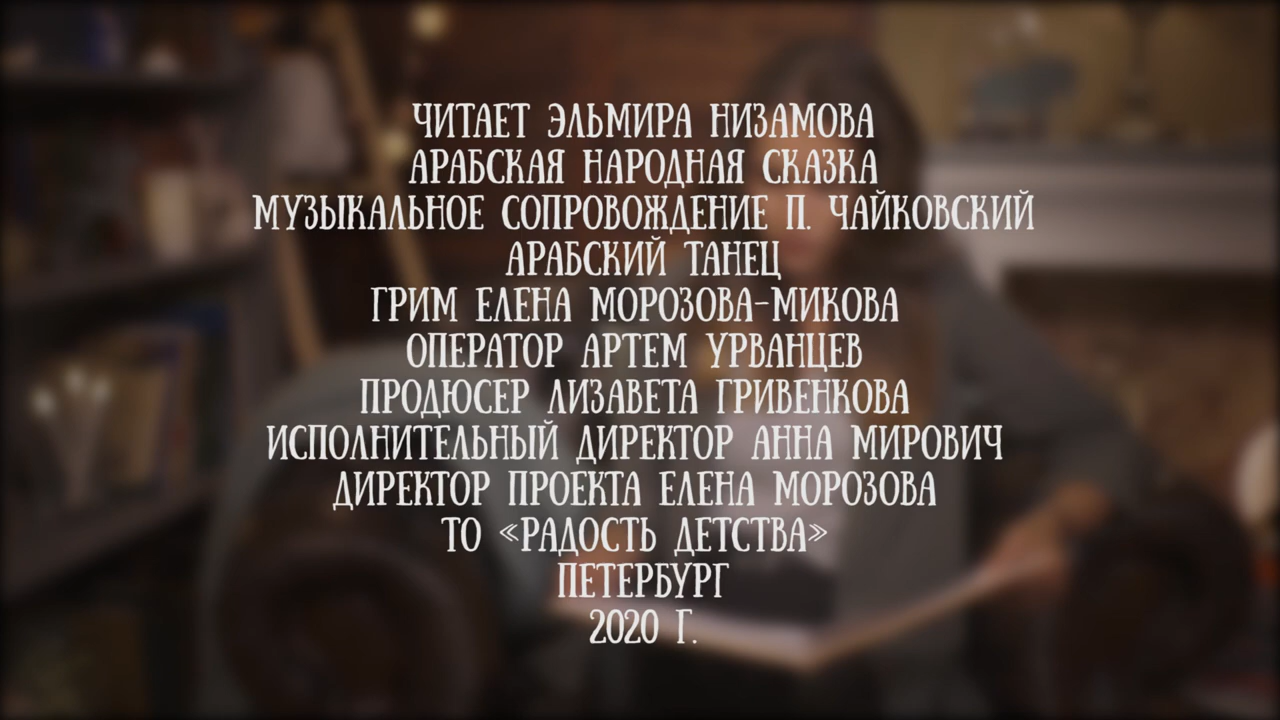 ЧИТАЕТ ЭЛЬМИРА НИЗАМОВА
АРАБСКАЯ НАРОДНАЯ СКАЗКА
МУЗЫКАЛЬНОЕ СОПРОВОЖДЕНИЕ П. ЧАЙКОВСКИЙ
АРАБСКИЙ ТАНЕЦ
ГРИМ ЕЛЕНА МОРОЗОВА-МИКОВА
ОПЕРАТОР АРТЕМ УРВАНЦЕВ
ПРОДЮСЕР ЛИЗАВЕТА ГРИВЕНКОВА
ИСПОЛНИТЕЛЬНЫЙ ДИРЕКТОР АННА МИРОВИЧ
ДИРЕКТОР ПРОЕКТА ЕЛЕНА МОРОЗОВА
ТО «РАДОСТЬ ДЕТСТВА»
ПЕТЕРБУРГ
2020 Г.